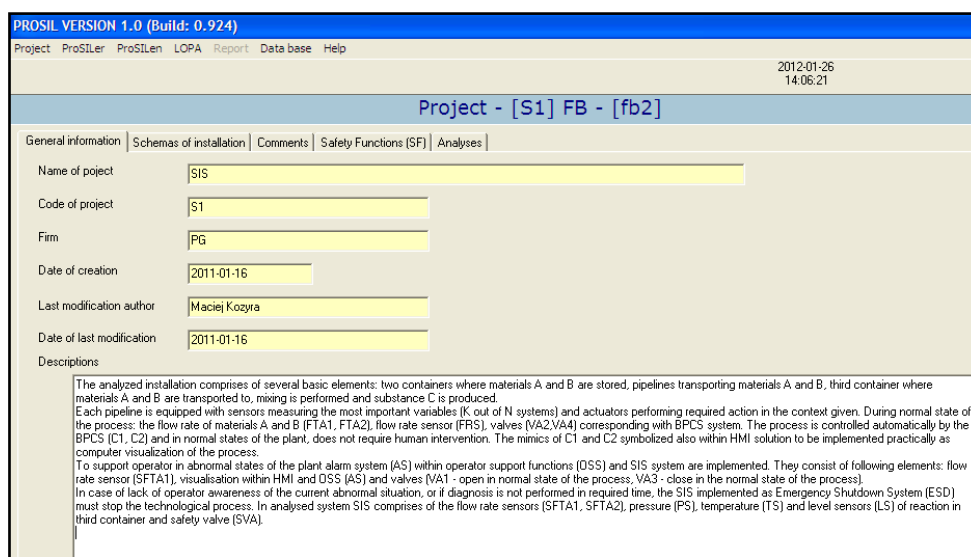 PROSIL VERSION 1.0 (Build: 0.924)
Project ProSILer ProSILen LOPA Report Data base Help
2012-01-26
14:06:21
Project - [S1] FB - [fb2]
General information Schemas of installation Comments Safety Functions (SF) Analyses
Name of poject SIS
Code of project S1
Firm PG
Date of creation 2011-01-16
Last modification author Maciej Kozyra
Date of last modification 2011-01-16
Descriptions
The analyzed installation comprises of several basic elements: two containers where materials A and B are stored, pipelines transporting materials A and B, third container where
materials A and B are transported to, mixing is performed and substance C is produced.
Each pipeline is equipped with sensors measuring the most important variables (K out of N systems) and actuators performing required action in the context given. During normal state of
the process: the flow rate of materials A and B (FTA1, FTA2), flow rate sensor (FRS), valves (VA2,VA4) corresponding with BPCS system. The process is controlled automatically by the
BPCS (C1, C2) and in normal states of the plant, does not require human intervention. The mimics of C1 and C2 symbolized also within HMI solution to be implemented practically as
computer visualization of the process.
To support operator in abnormal states of the plant alarm system (AS) within operator support functions (OSS) and SIS system are implemented. They consist of following elements: flow
rate sensor (SFTA1), visualisation within HMI and OSS (AS) and valves (VA1 - open in normal state of the process, VA3 - close in the normal state of the process).
In case of lack of operator awareness of the current abnormal situation, or if diagnosis is not performed in required time, the SIS implemented as Emergency Shutdown System (ESD)
must stop the technological process. In analysed system SIS comprises of the flow rate sensors (SFTA1, SFTA2), pressure (PS), temperature (TS) and level sensors (LS) of reaction in
third container and safety valve (SVA).